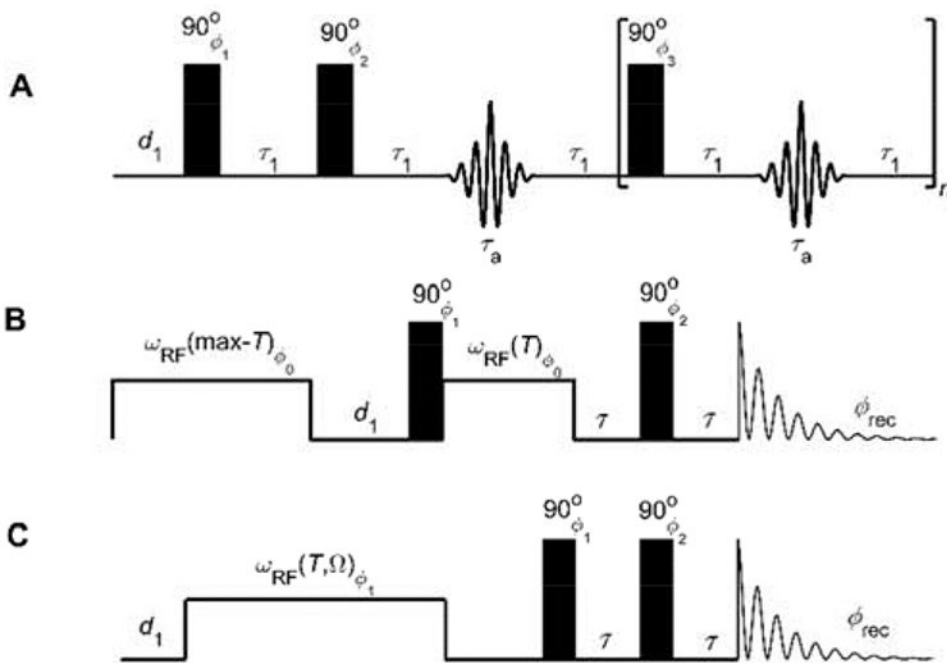 A
90°ϕ1
90°ϕ2
90°ϕ3
d1
τ1
τ1
τ1
τ1
τ1
τa
τa
B
ωRF(max-T)ϕ0
d1
90°ϕ1
ωRF(T)ϕ0
τ
90°ϕ2
τ
ϕrec
C
d1
ωRF(T,Ω)ϕ1
90°ϕ1
τ
90°ϕ2
τ
ϕrec